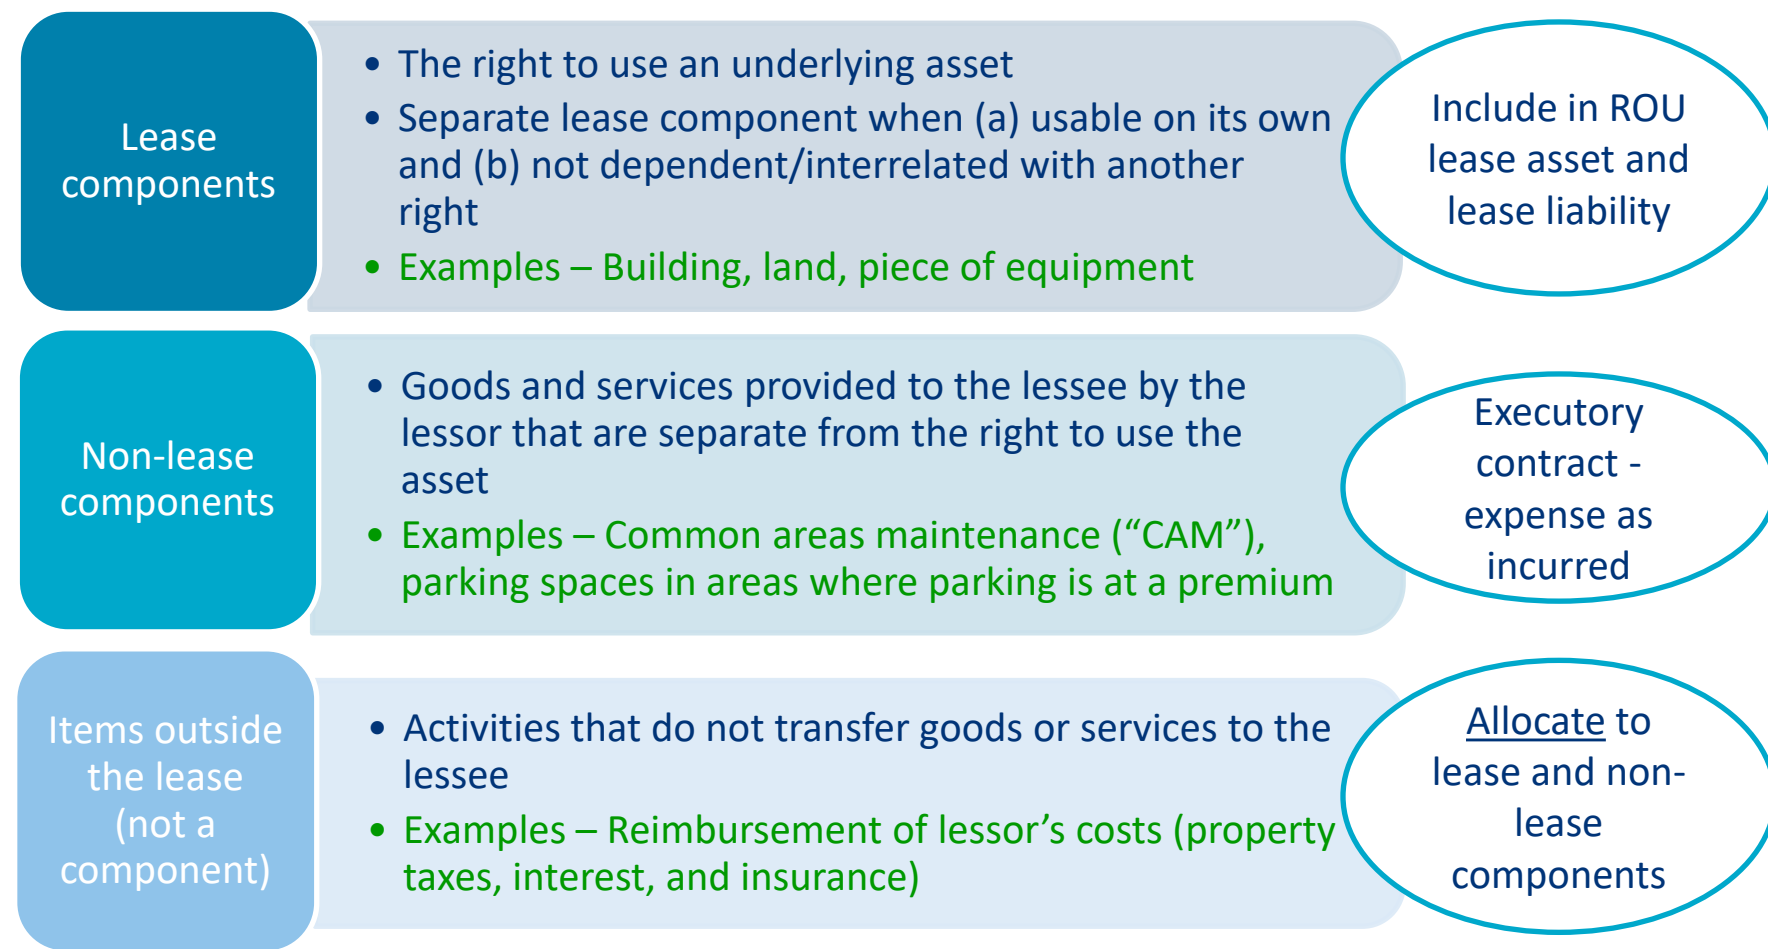 Lease
components
• The right to use an underlying asset
• Separate lease component when (a) usable on its own
and (b) not dependent/interrelated with another
right
• Examples – Building, land, piece of equipment
Include in ROU
lease asset and
lease liability
Non-lease
components
• Goods and services provided to the lessee by the
lessor that are separate from the right to use the
asset
• Examples – Common areas maintenance (“CAM”),
parking spaces in areas where parking is at a premium
Executory
contract -
expense as
incurred
Items outside
the lease
(not a
component)
• Activities that do not transfer goods or services to the
lessee
• Examples – Reimbursement of lessor’s costs (property
taxes, interest, and insurance)
Allocate to
lease and non-
lease
components